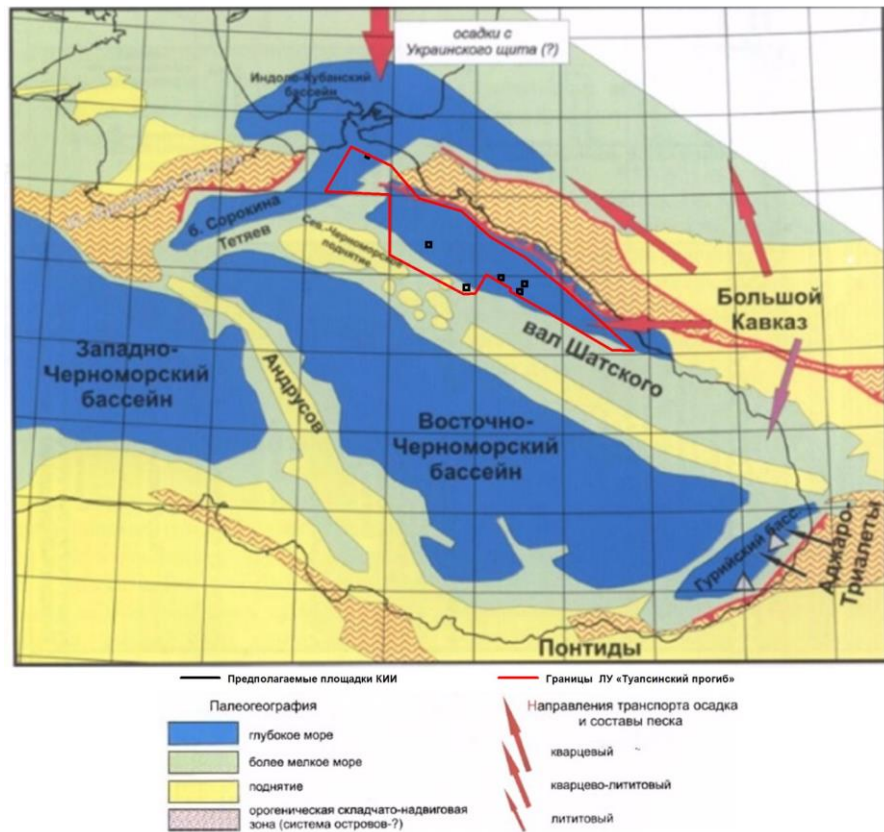 осадки с
Украинского щита (?)
Индоло-Кубанский
бассейн
б. Сорокина
Тетяев
Сев.-Черноморское
поднятие
Большой
Кавказ
вал Шатского
Западно-
Черноморский
бассейн
Андрусов
Восточно-
Черноморский
бассейн
Гурийский басс.
Аджаро-
Триалеты
Понтиды
Предполагаемые площадки КИИ
Границы ЛУ «Туапсинский прогиб»
Палеогеография
глубокое море
более мелкое море
поднятие
орогеническая складчато-надвиговая
зона (система островов-?)
Направления транспорта осадка
и составы песка
кварцевый
кварцево-лититовый
лититовый